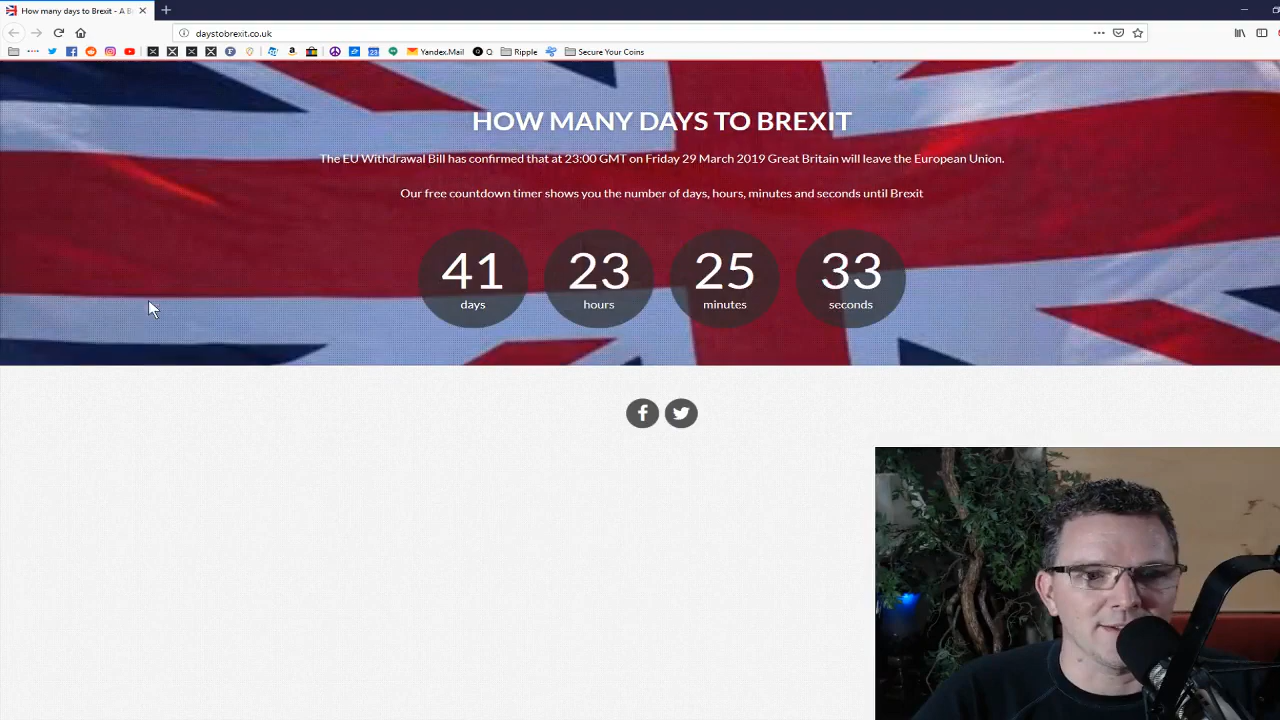 How many days to Brexit - A B
daystobrexit.co.uk
Yandex.Mail
Q
Ripple
Secure Your Coins
HOW MANY DAYS TO BREXIT
The EU Withdrawal Bill has confirmed that at 23:00 GMT on Friday 29 March 2019 Great Britain will leave the European Union.
Our free countdown timer shows you the number of days, hours, minutes and seconds until Brexit
41 23 25 33
days hours minutes seconds